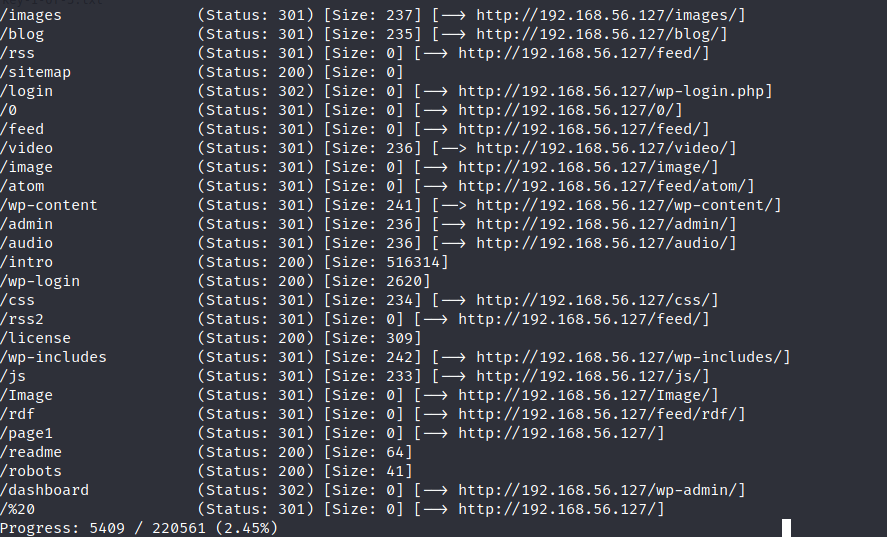 /images (Status: 301) [Size: 237] [--> http://192.168.56.127/images/]
/blog (Status: 301) [Size: 235] [--> http://192.168.56.127/blog/]
/rss (Status: 301) [Size: 0] [--> http://192.168.56.127/feed/]
/sitemap (Status: 200) [Size: 0]
/login (Status: 302) [Size: 0] [--> http://192.168.56.127/wp-login.php]
/0 (Status: 301) [Size: 0] [--> http://192.168.56.127/0/]
/feed (Status: 301) [Size: 0] [--> http://192.168.56.127/feed/]
/video (Status: 301) [Size: 236] [--> http://192.168.56.127/video/]
/image (Status: 301) [Size: 0] [--> http://192.168.56.127/image/]
/atom (Status: 301) [Size: 0] [--> http://192.168.56.127/feed/atom/]
/wp-content (Status: 301) [Size: 241] [--> http://192.168.56.127/wp-content/]
/admin (Status: 301) [Size: 236] [--> http://192.168.56.127/admin/]
/audio (Status: 301) [Size: 236] [--> http://192.168.56.127/audio/]
/intro (Status: 200) [Size: 516314]
/wp-login (Status: 200) [Size: 2620]
/css (Status: 301) [Size: 234] [--> http://192.168.56.127/css/]
/rss2 (Status: 301) [Size: 0] [--> http://192.168.56.127/feed/]
/license (Status: 200) [Size: 309]
/wp-includes (Status: 301) [Size: 242] [--> http://192.168.56.127/wp-includes/]
/js (Status: 301) [Size: 233] [--> http://192.168.56.127/js/]
/Image (Status: 301) [Size: 0] [--> http://192.168.56.127/Image/]
/rdf (Status: 301) [Size: 0] [--> http://192.168.56.127/feed/rdf/]
/page1 (Status: 301) [Size: 0] [--> http://192.168.56.127/]
/readme (Status: 200) [Size: 64]
/robots (Status: 200) [Size: 41]
/dashboard (Status: 302) [Size: 0] [--> http://192.168.56.127/wp-admin/]
/%20 (Status: 301) [Size: 0] [--> http://192.168.56.127/]
Progress: 5409 / 220561 (2.45%)